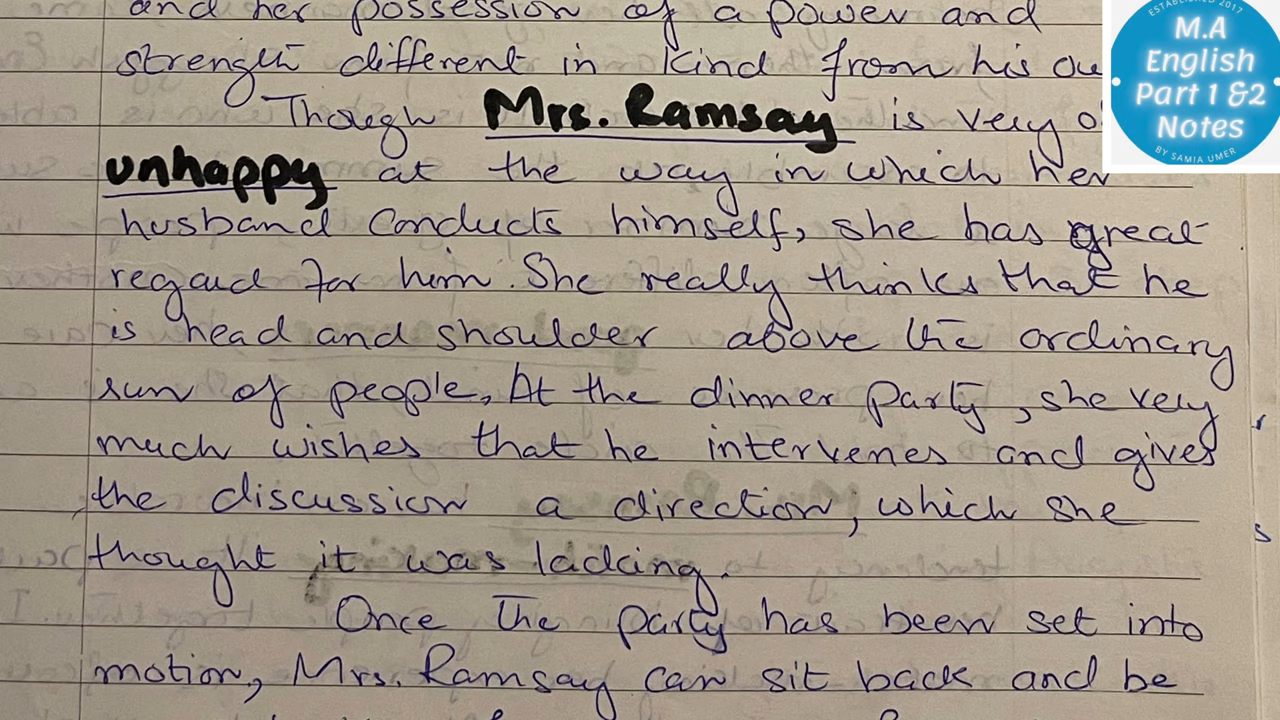 and her possession of a power and
strength different in kind from his ou
Though Mrs. Ramsay is very o
unhappy at the way in which her
husband conducts himself, she has great
regard for him. She really thinks that he
is head and shoulder above the ordinary
run of people, At the dinner party, she very
much wishes that he intervenes and gives
the discussion a direction, which she
thought it was lacking.
Once the party has been set into
motion, Mrs. Ramsay can sit back and be
ESTABLISHED 2017
M.A
English
Part 1 &2
Notes
BY SAMIA UMER